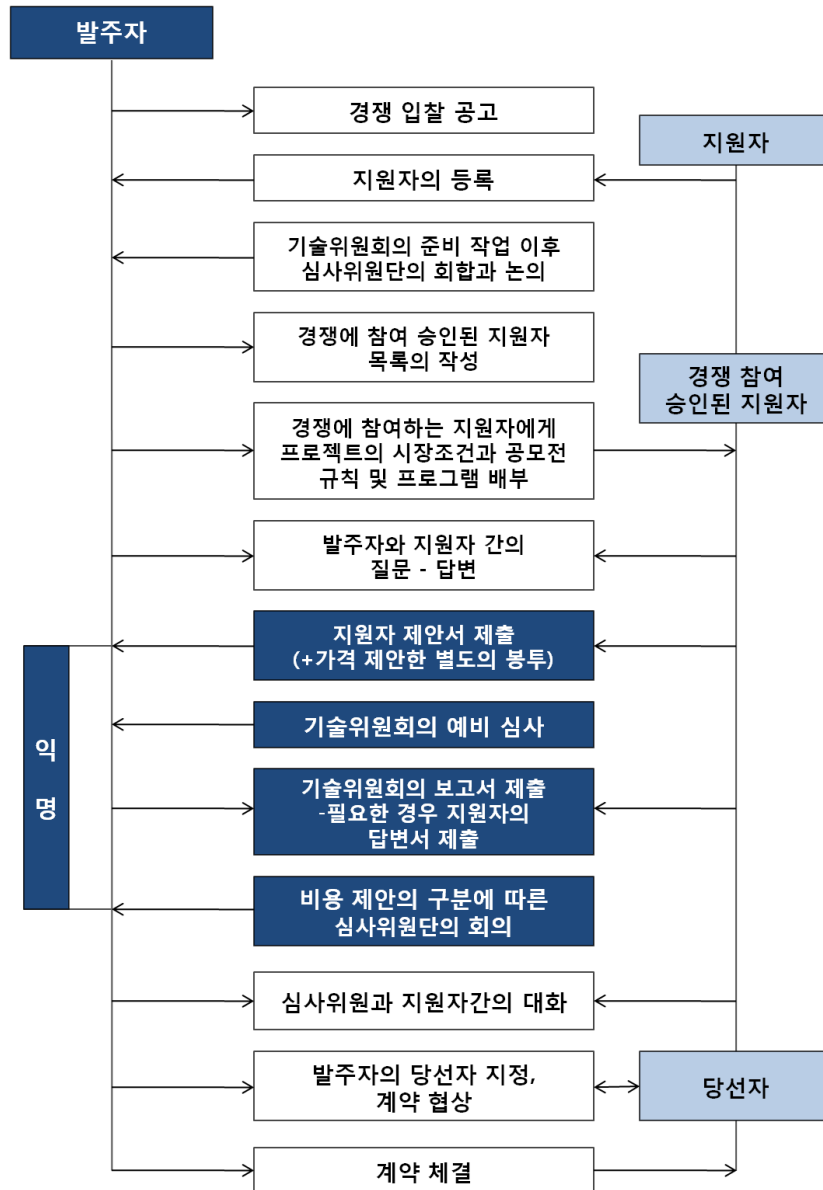 발주자
경쟁 입찰 공고
지원자
지원자의 등록
기술위원회의 준비 작업 이후
심사위원단의 회합과 논의
경쟁에 참여 승인된 지원자
목록의 작성
경쟁 참여
승인된 지원자
경쟁에 참여하는 지원자에게
프로젝트의 시장조건과 공모전
규칙 및 프로그램 배부
발주자와 지원자 간의
질문 - 답변
지원자 제안서 제출
(+가격 제안한 별도의 봉투)
익
명
기술위원회의 예비 심사
기술위원회의 보고서 제출
-필요한 경우 지원자의
답변서 제출
비용 제안의 구분에 따른
심사위원단의 회의
심사위원과 지원자간의 대화
발주자의 당선자 지정,
계약 협상
당선자
계약 체결